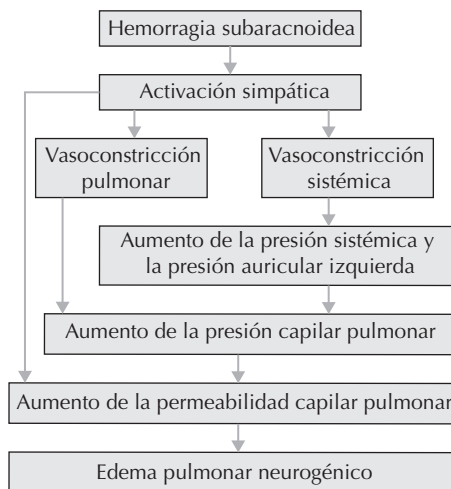 Hemorragia subaracnoidea
Activación simpática
Vasoconstricción
pulmonar
Vasoconstricción
sistémica
Aumento de la presión sistémica y
la presión auricular izquierda
Aumento de la presión capilar pulmonar
Aumento de la permeabilidad capilar pulmonar
Edema pulmonar neurogénico